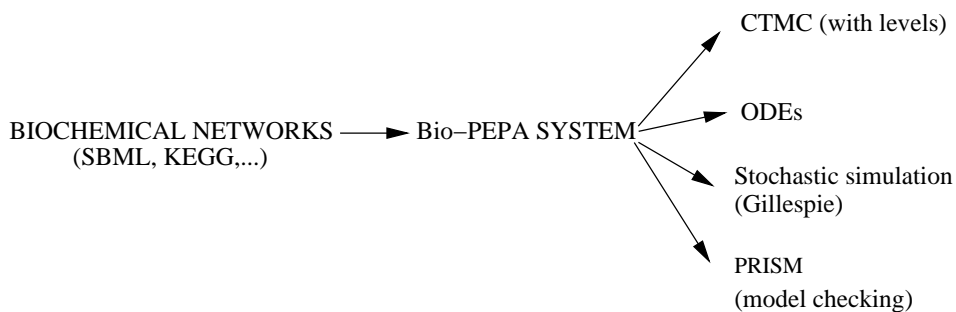 CTMC (with levels)
BIOCHEMICAL NETWORKS
(SBML, KEGG,...)
Bio–PEPA SYSTEM
ODEs
Stochastic simulation
(Gillespie)
PRISM
(model checking)